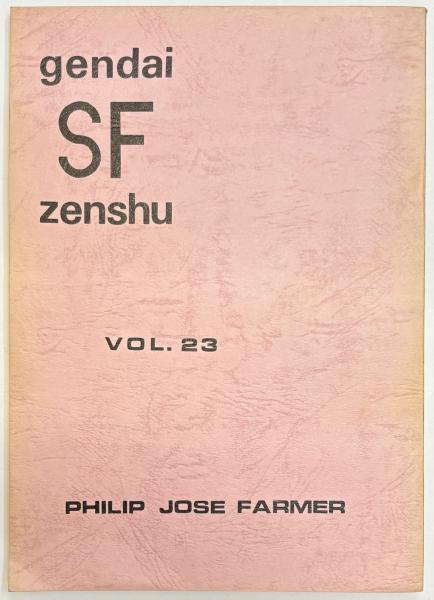 gendai
SF
zenshu
VOL. 23
PHILIP JOSE FARMER